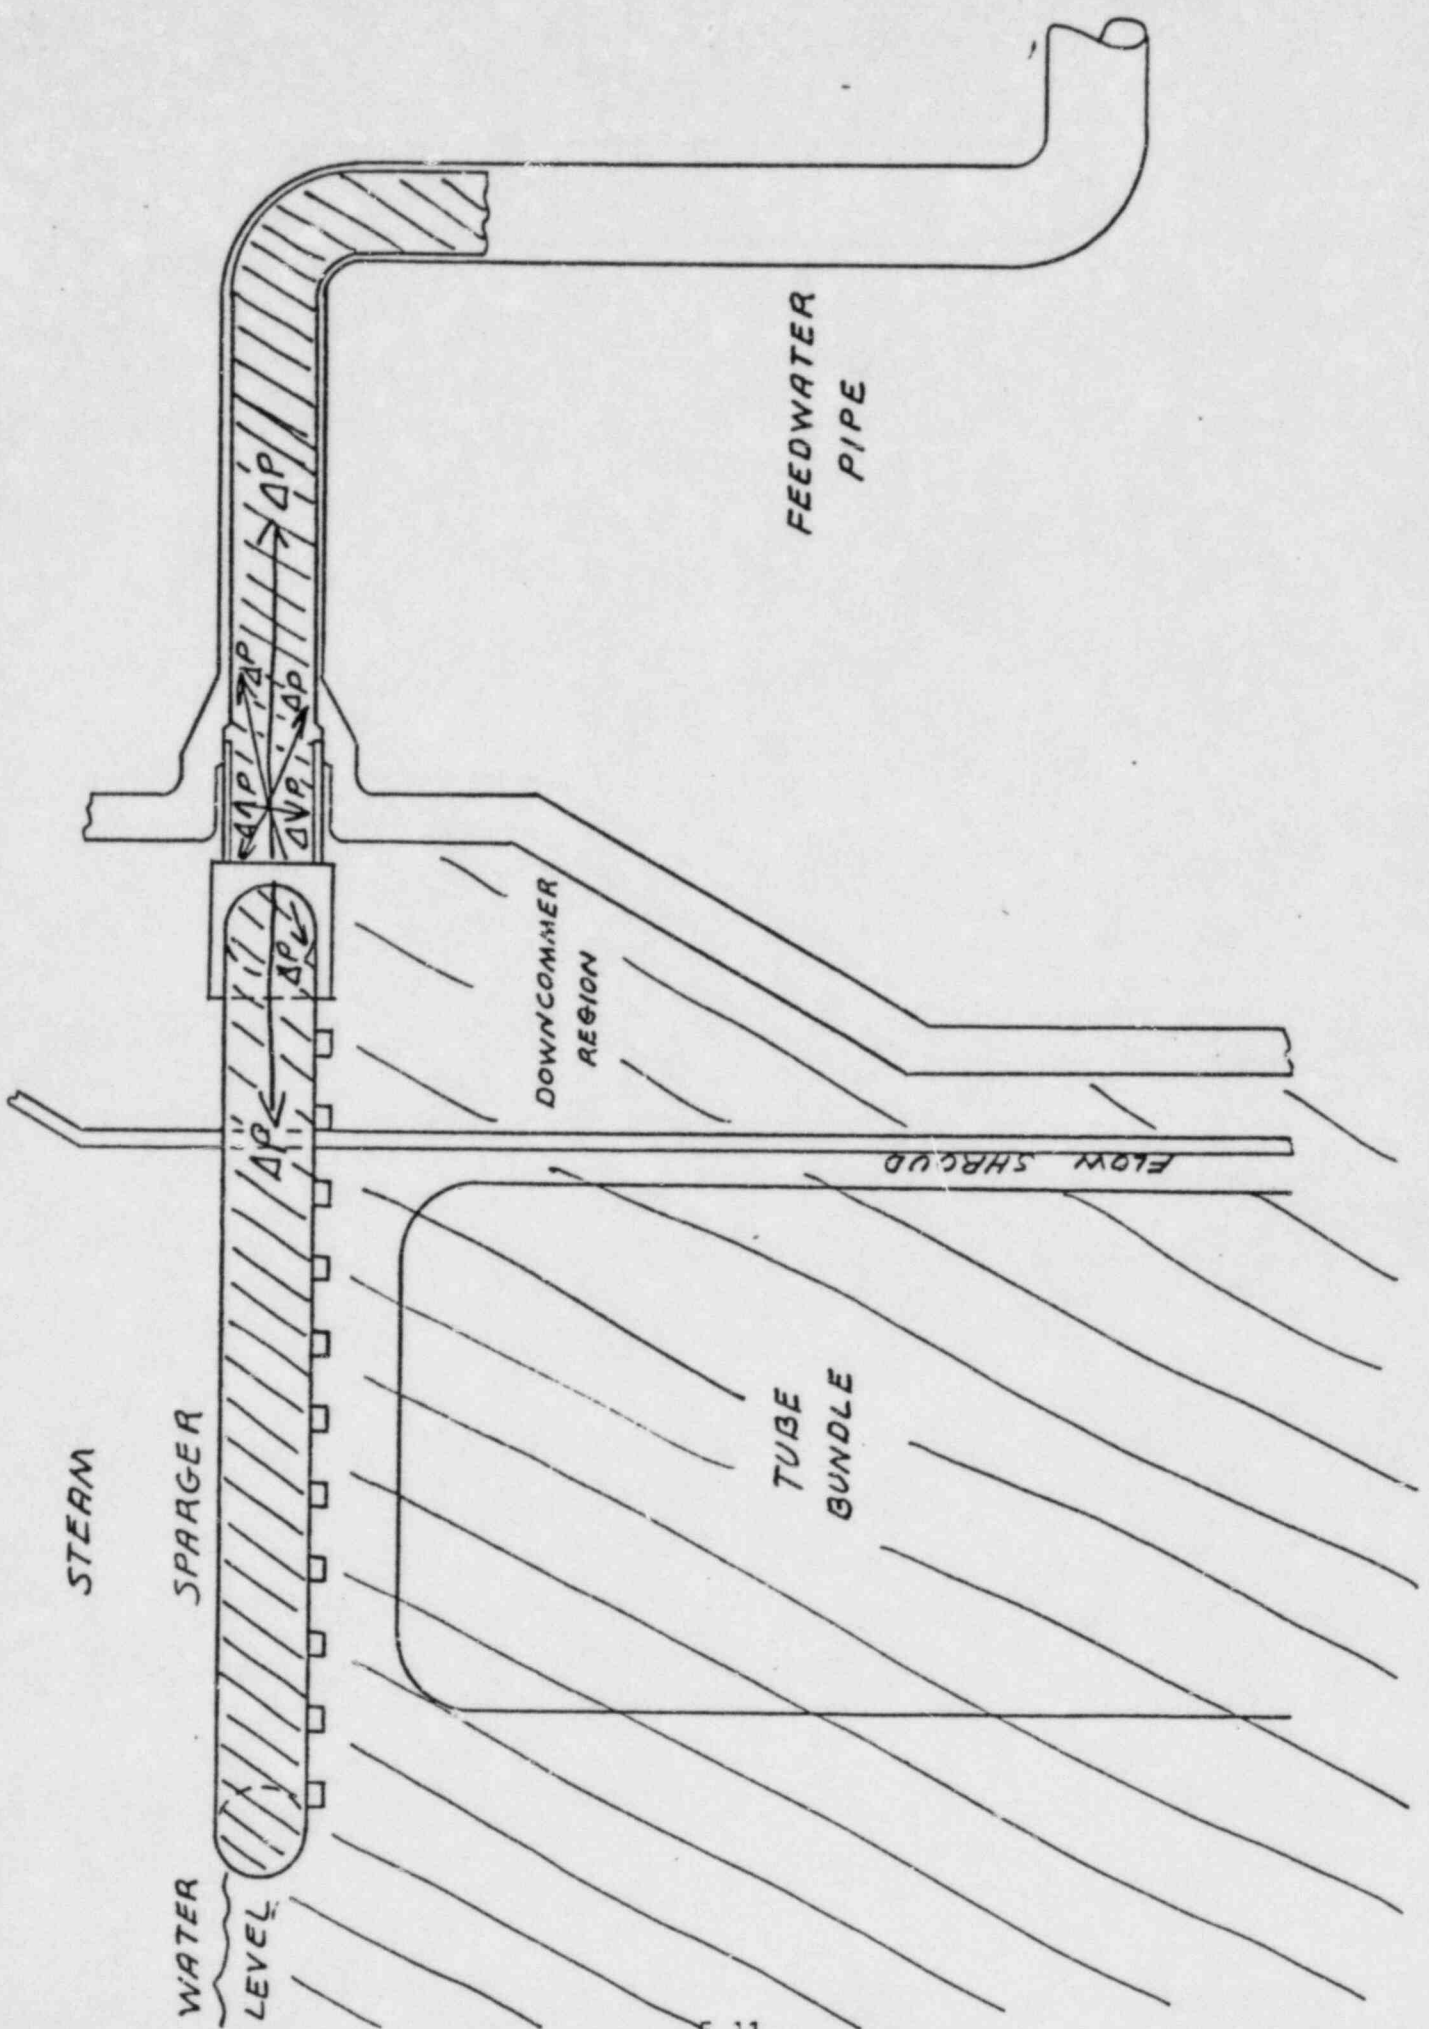 STEAM
SPARGER
WATER
LEVEL
ΔP
ΔP
ΔP
ΔP
ΔP
ΔP
ΔP
DOWNCOMMER
REGION
FLOW SHROUD
TUBE
BUNDLE
FEEDWATER
PIPE